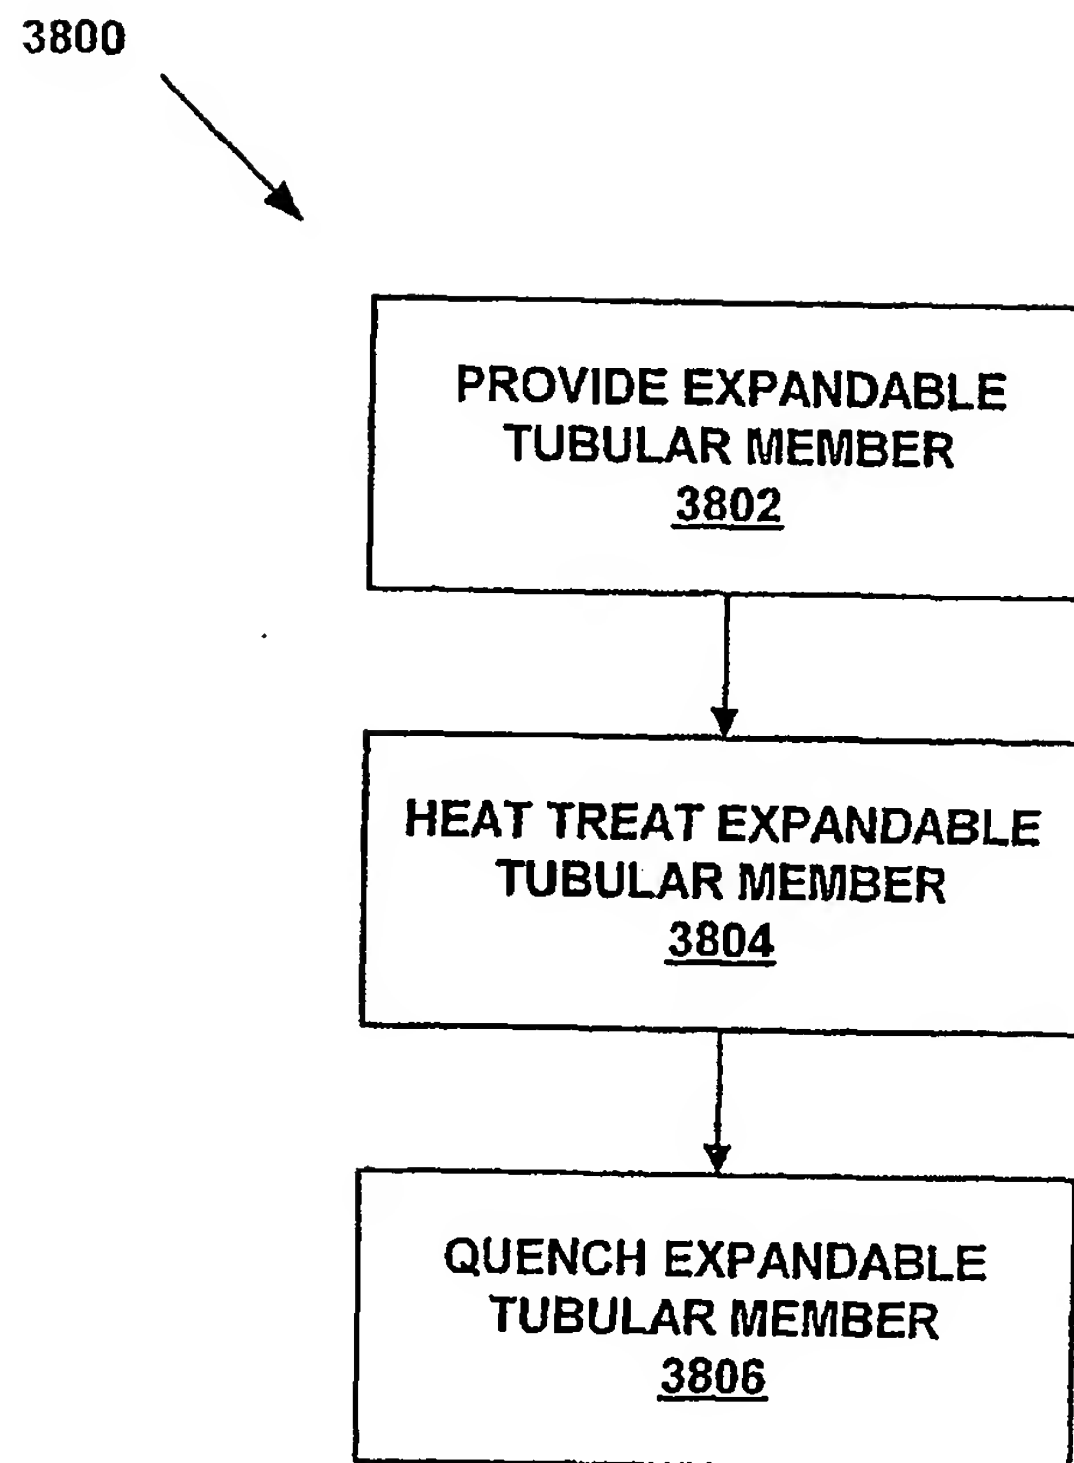 3800
PROVIDE EXPANDABLE
TUBULAR MEMBER
3802
HEAT TREAT EXPANDABLE
TUBULAR MEMBER
3804
QUENCH EXPANDABLE
TUBULAR MEMBER
3806